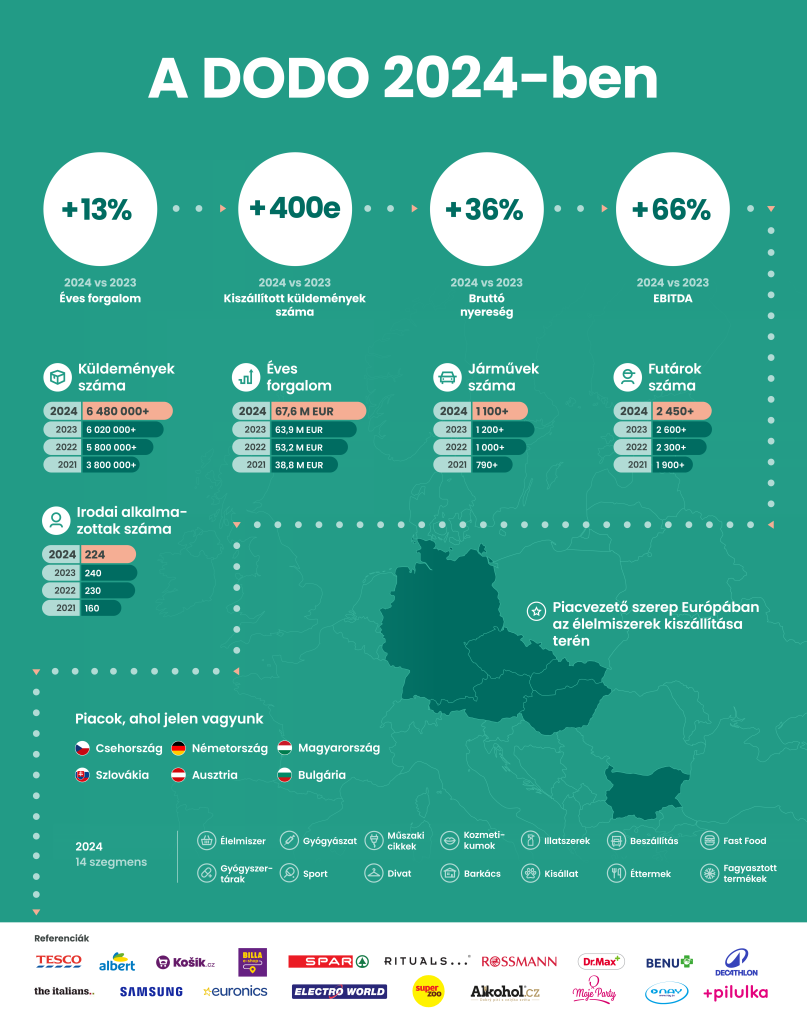 A DODO 2024-ben
+13%
+400e
+36%
+66%
2024 vs 2023
Éves forgalom
2024 vs 2023
Kiszállított küldemények
száma
2024 vs 2023
Bruttó
nyereség
2024 vs 2023
EBITDA
Küldemények
száma
2024 6 480 000+
2023 6 020 000+
2022 5 800 000+
2021 3 800 000+
Éves
forgalom
2024 67,6 M EUR
2023 63,9 M EUR
2022 53,2 M EUR
2021 38,8 M EUR
Járművek
száma
2024 1 100+
2023 1 200+
2022 1 000+
2021 790+
Futárok
száma
2024 2 450+
2023 2 600+
2022 2 300+
2021 1 900+
Irodai alkalma-
zottak száma
2024 224
2023 240
2022 230
2021 160
Piacvezető szerep Európában
az élelmiszerek kiszállítása
terén
Piacok, ahol jelen vagyunk
Csehország
Németország
Magyarország
Szlovákia
Ausztria
Bulgária
2024
14 szegmens
Élelmiszer
Gyógyászat
Műszaki
cikkek
Kozmeti-
kumok
Illatszerek
Beszállítás
Fast Food
Gyógyszer-
tárak
Sport
Divat
Barkács
Kisállat
Éttermek
Fagyasztott
termékek
Referenciák
TESCO
albert
Košík.cz
BILLA
e-shop
SPAR
RITUALS...
ROSSMANN
Dr.Max+
BENU
DECATHLON
the italians..
SAMSUNG
euronics
ELECTRO WORLD
super
zoo
Alkohol.cz
Moje Party
+pilulka